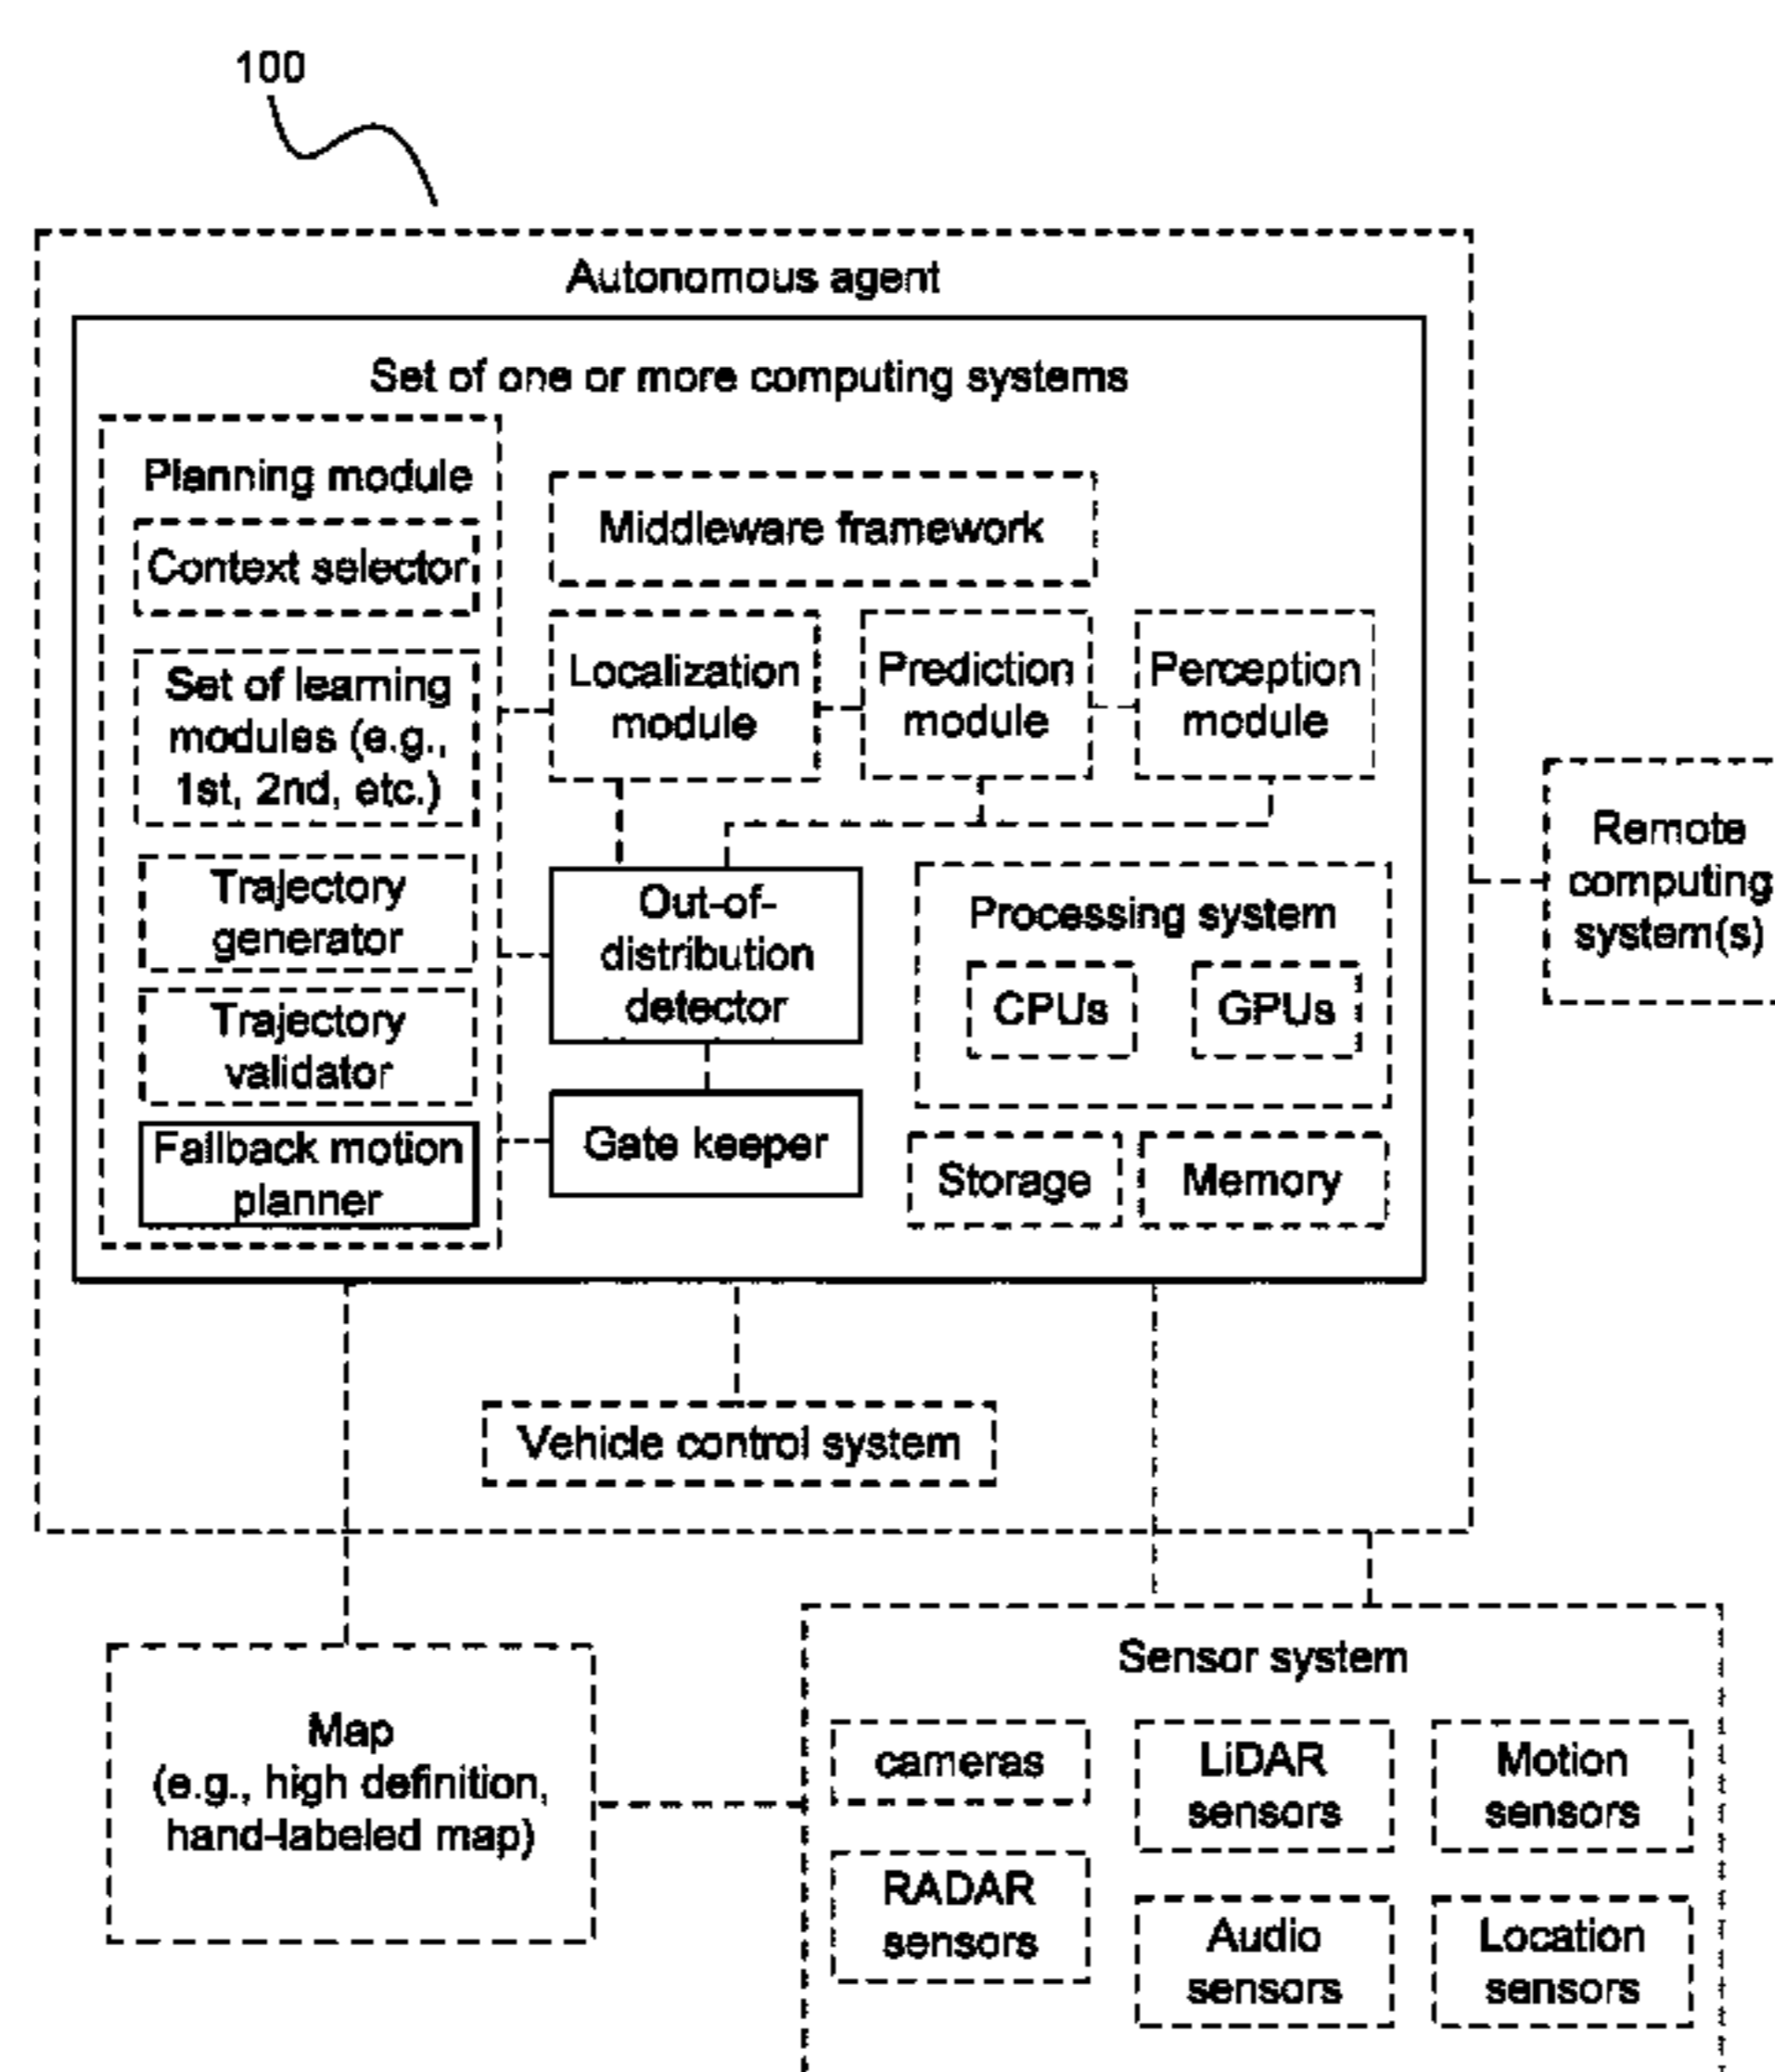 100
Autonomous agent
Set of one or more computing systems
Planning module
Context selector
Set of learning
modules (e.g.,
1st, 2nd, etc.)
Trajectory
generator
Trajectory
validator
Fallback motion
planner
Middleware framework
Localization
module
Prediction
module
Perception
module
Out-of-
distribution
detector
Gate keeper
Processing system
CPUs
GPUs
Storage
Memory
Remote
computing
system(s)
Vehicle control system
Map
(e.g., high definition,
hand-labeled map)
Sensor system
cameras
LiDAR
sensors
Motion
sensors
RADAR
sensors
Audio
sensors
Location
sensors